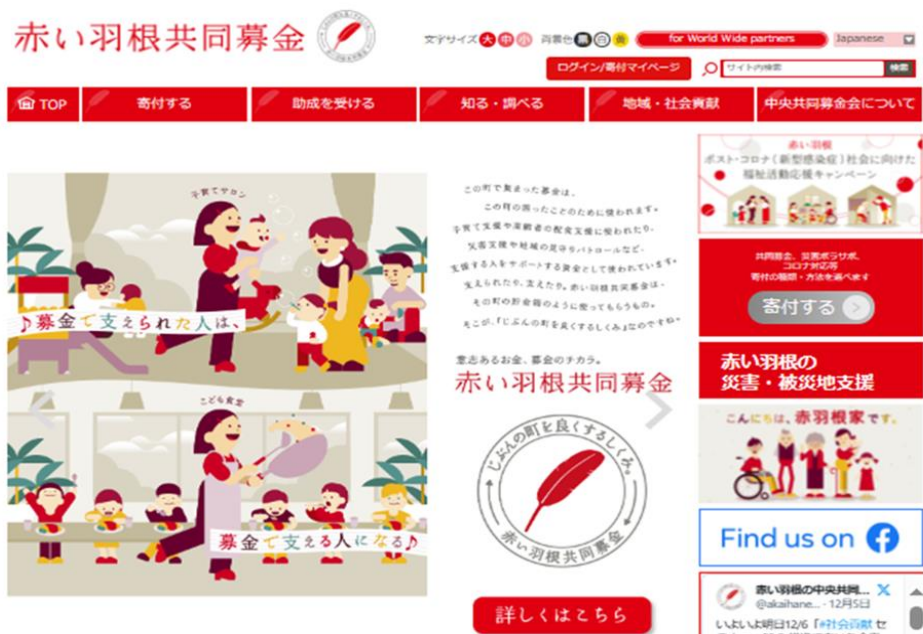 赤い羽根共同募金
文字サイズ 大 中 小 背景色 黒 白 黄
for World Wide partners
Japanese
ログイン/寄付マイページ
サイト内検索
検索
TOP
寄付する
助成を受ける
知る・調べる
地域・社会貢献
中央共同募金会について
子育てサロン
♪募金で支えられた人は、
こども食堂
募金で支える人になる♪
この町で集まった募金は、
この町の困ったことのために使われます。
子育て支援や高齢者の配食支援に使われたり、
災害支援や地域の見守りパトロールなど、
支援する人をサポートする資金として使われています。
支えられたり、支えたり。赤い羽根共同募金は、
その町の貯金箱のように使ってもらうもの。
そこが、「じぶんの町を良くするしくみ」なのですね。
意志あるお金、募金のチカラ。
赤い羽根共同募金
じぶんの町を良くするしくみ。
赤い羽根共同募金
詳しくはこちら
赤い羽根
ポスト・コロナ(新型感染症)社会に向けた
福祉活動応援キャンペーン
共同募金、災害ボラサポ、
コロナ対応等
寄付の種類・方法を選べます
寄付する
赤い羽根の
災害・被災地支援
こんにちは、赤羽根家です。
Find us on
赤い羽根の中央共同...
@akaihane... · 12月5日
いよいよ明日12/6「#社会貢献 セ